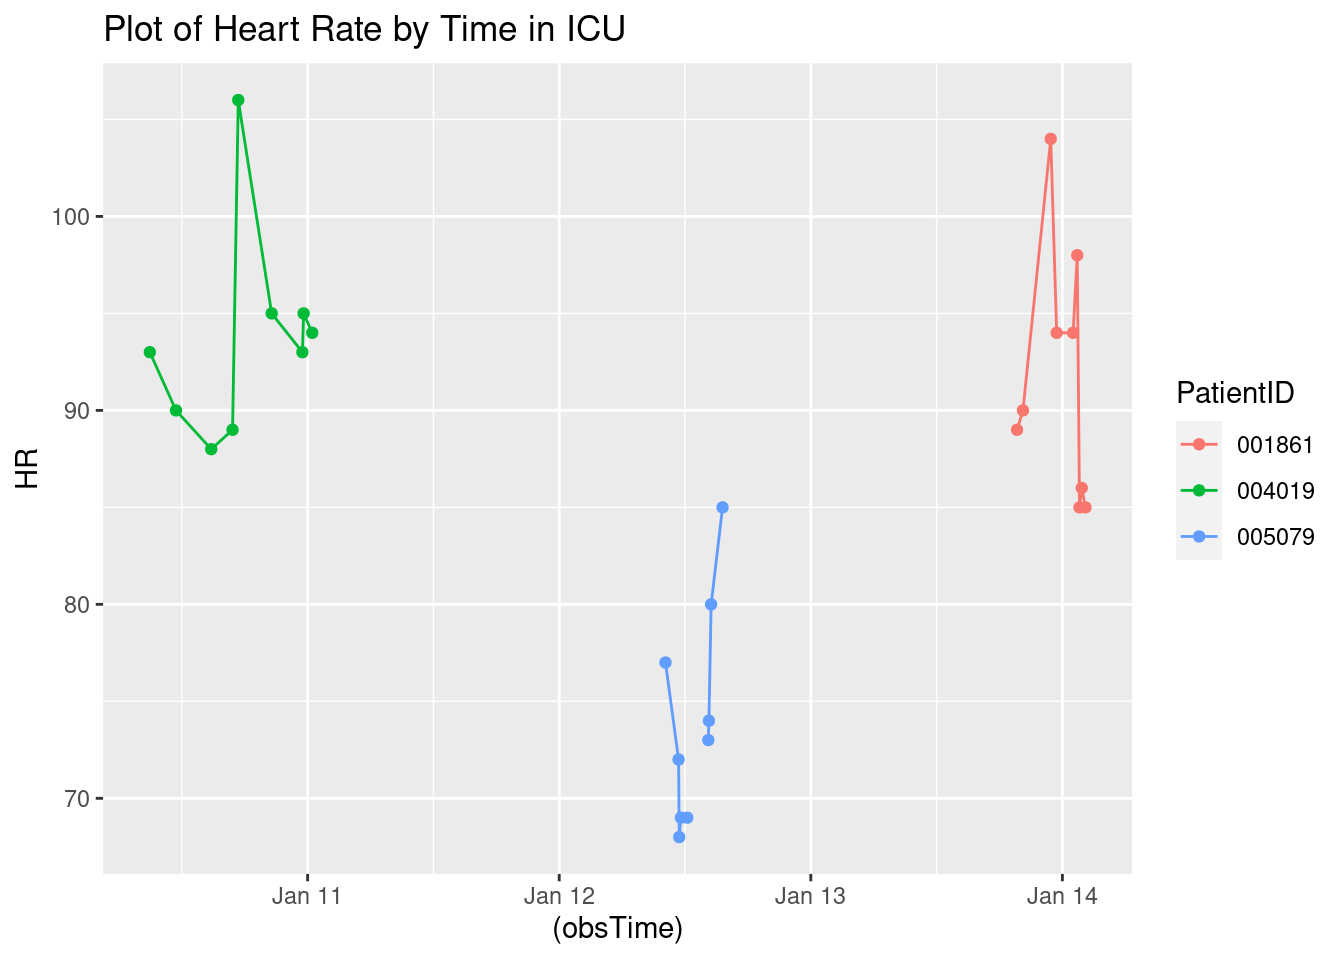 Plot of Heart Rate by Time in ICU
100
90
80
70
HR
Jan 11
Jan 12
Jan 13
Jan 14
(obsTime)
PatientID
001861
004019
005079